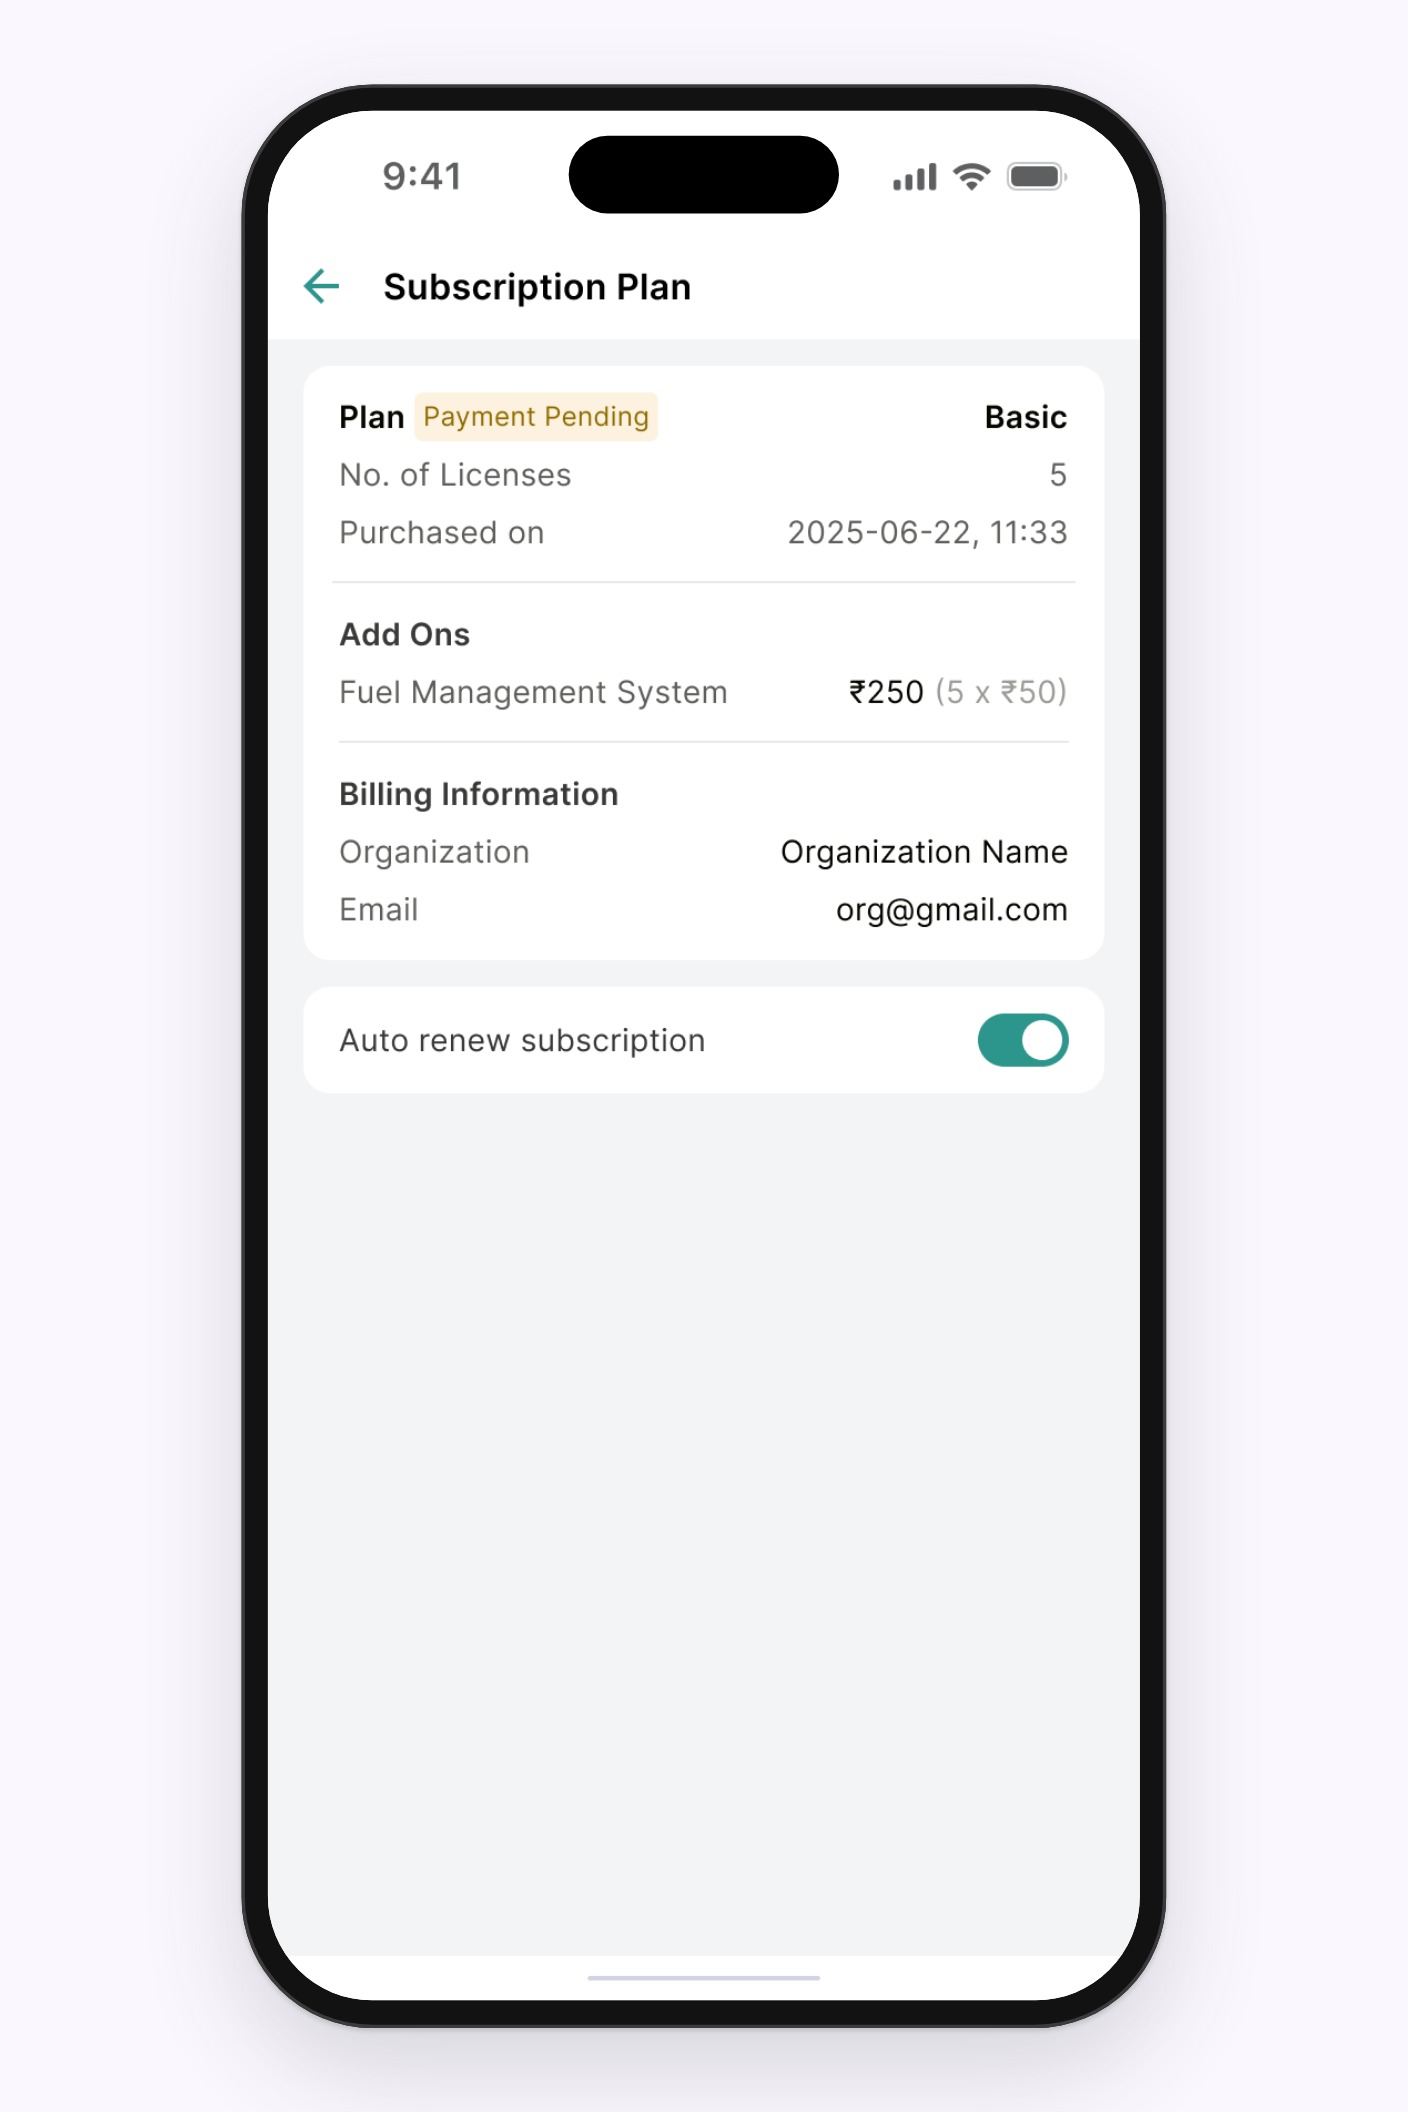 9:41
Subscription Plan
Plan Payment Pending Basic
No. of Licenses 5
Purchased on 2025-06-22, 11:33
Add Ons
Fuel Management System ₹250 (5 x ₹50)
Billing Information
Organization Organization Name
Email org@gmail.com
Auto renew subscription